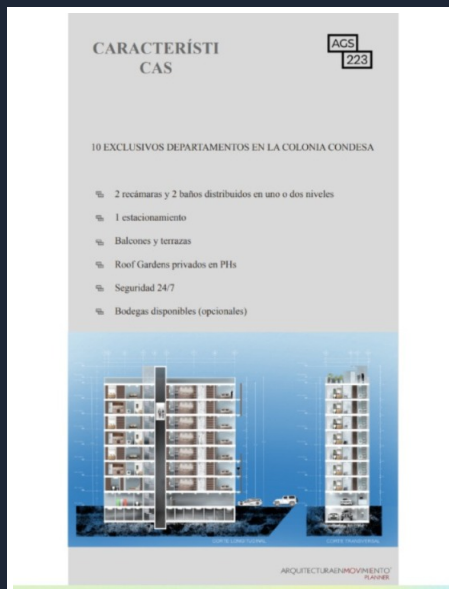 CARACTERÍSTI
CAS
AGS
223
10 EXCLUSIVOS DEPARTAMENTOS EN LA COLONIA CONDESA
2 recámaras y 2 baños distribuidos en uno o dos niveles
1 estacionamiento
Balcones y terrazas
Roof Gardens privados en PHs
Seguridad 24/7
Bodegas disponibles (opcionales)
CORTE LONGITUDINAL
CORTE TRANSVERSAL
ARQUITECTURAENMOVIMIENTO
PLANNER